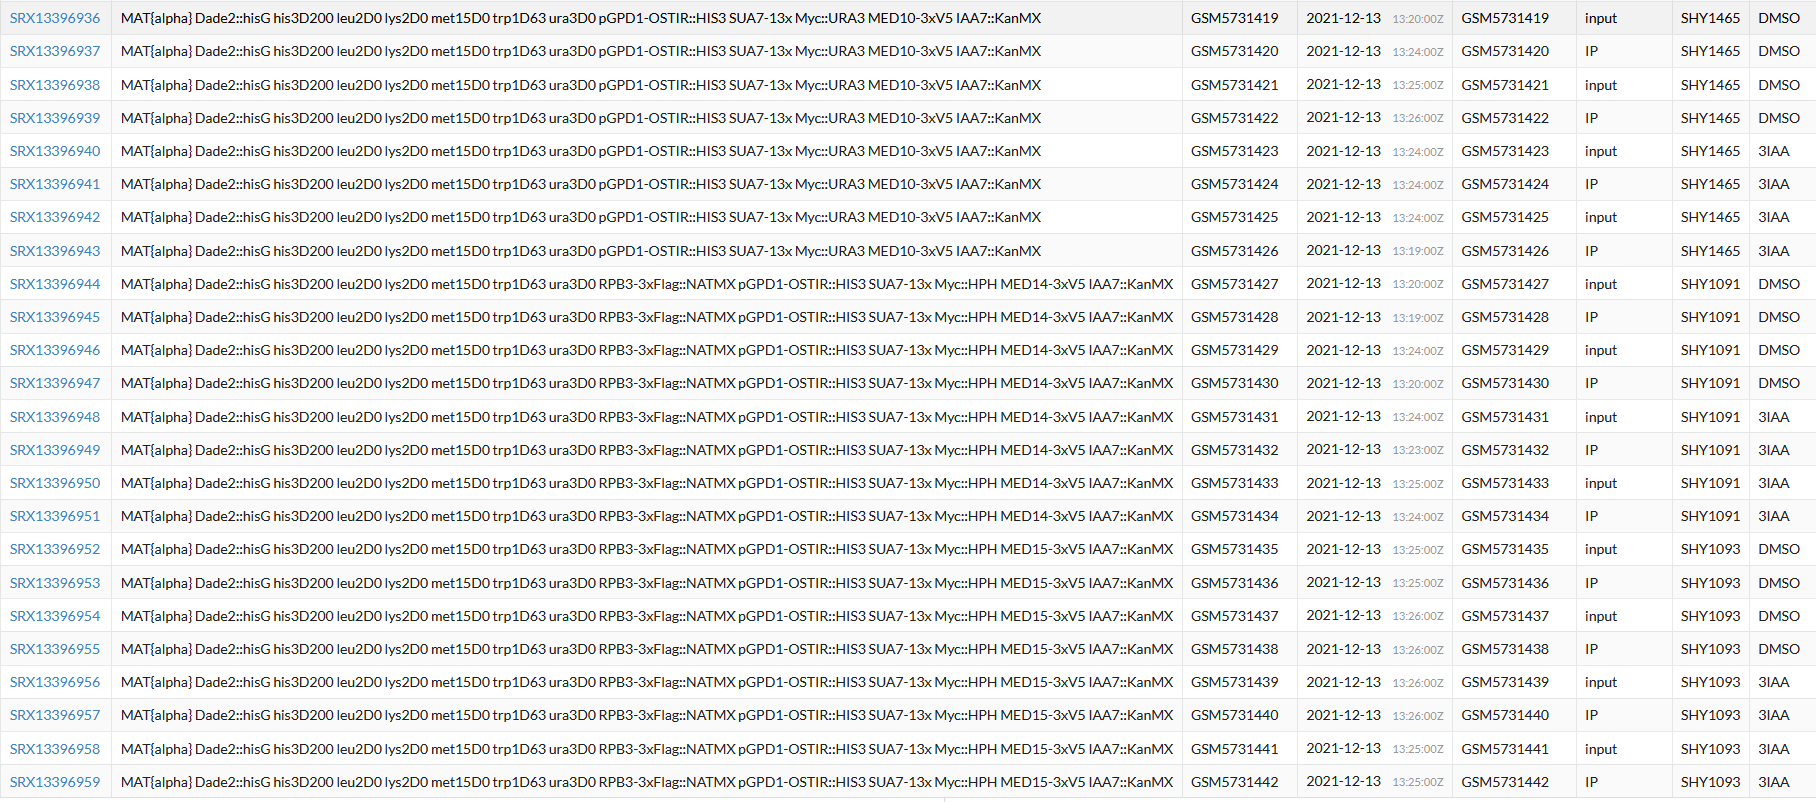 SRX13396936 MAT{alpha} Dade2::hisG his3D200 leu2D0 lys2D0 met15D0 trp1D63 ura3D0 pGPD1-OSTIR::HIS3 SUA7-13x Myc::URA3 MED10-3xV5 IAA7::KanMX GSM5731419 2021-12-13 13:20:00Z GSM5731419 input SHY1465 DMSO
SRX13396937 MAT{alpha} Dade2::hisG his3D200 leu2D0 lys2D0 met15D0 trp1D63 ura3D0 pGPD1-OSTIR::HIS3 SUA7-13x Myc::URA3 MED10-3xV5 IAA7::KanMX GSM5731420 2021-12-13 13:24:00Z GSM5731420 IP SHY1465 DMSO
SRX13396938 MAT{alpha} Dade2::hisG his3D200 leu2D0 lys2D0 met15D0 trp1D63 ura3D0 pGPD1-OSTIR::HIS3 SUA7-13x Myc::URA3 MED10-3xV5 IAA7::KanMX GSM5731421 2021-12-13 13:25:00Z GSM5731421 input SHY1465 DMSO
SRX13396939 MAT{alpha} Dade2::hisG his3D200 leu2D0 lys2D0 met15D0 trp1D63 ura3D0 pGPD1-OSTIR::HIS3 SUA7-13x Myc::URA3 MED10-3xV5 IAA7::KanMX GSM5731422 2021-12-13 13:26:00Z GSM5731422 IP SHY1465 DMSO
SRX13396940 MAT{alpha} Dade2::hisG his3D200 leu2D0 lys2D0 met15D0 trp1D63 ura3D0 pGPD1-OSTIR::HIS3 SUA7-13x Myc::URA3 MED10-3xV5 IAA7::KanMX GSM5731423 2021-12-13 13:24:00Z GSM5731423 input SHY1465 3IAA
SRX13396941 MAT{alpha} Dade2::hisG his3D200 leu2D0 lys2D0 met15D0 trp1D63 ura3D0 pGPD1-OSTIR::HIS3 SUA7-13x Myc::URA3 MED10-3xV5 IAA7::KanMX GSM5731424 2021-12-13 13:24:00Z GSM5731424 IP SHY1465 3IAA
SRX13396942 MAT{alpha} Dade2::hisG his3D200 leu2D0 lys2D0 met15D0 trp1D63 ura3D0 pGPD1-OSTIR::HIS3 SUA7-13x Myc::URA3 MED10-3xV5 IAA7::KanMX GSM5731425 2021-12-13 13:24:00Z GSM5731425 input SHY1465 3IAA
SRX13396943 MAT{alpha} Dade2::hisG his3D200 leu2D0 lys2D0 met15D0 trp1D63 ura3D0 pGPD1-OSTIR::HIS3 SUA7-13x Myc::URA3 MED10-3xV5 IAA7::KanMX GSM5731426 2021-12-13 13:19:00Z GSM5731426 IP SHY1465 3IAA
SRX13396944 MAT{alpha} Dade2::hisG his3D200 leu2D0 lys2D0 met15D0 trp1D63 ura3D0 RPB3-3xFlag::NATMX pGPD1-OSTIR::HIS3 SUA7-13x Myc::HPH MED14-3xV5 IAA7::KanMX GSM5731427 2021-12-13 13:20:00Z GSM5731427 input SHY1091 DMSO
SRX13396945 MAT{alpha} Dade2::hisG his3D200 leu2D0 lys2D0 met15D0 trp1D63 ura3D0 RPB3-3xFlag::NATMX pGPD1-OSTIR::HIS3 SUA7-13x Myc::HPH MED14-3xV5 IAA7::KanMX GSM5731428 2021-12-13 13:19:00Z GSM5731428 IP SHY1091 DMSO
SRX13396946 MAT{alpha} Dade2::hisG his3D200 leu2D0 lys2D0 met15D0 trp1D63 ura3D0 RPB3-3xFlag::NATMX pGPD1-OSTIR::HIS3 SUA7-13x Myc::HPH MED14-3xV5 IAA7::KanMX GSM5731429 2021-12-13 13:24:00Z GSM5731429 input SHY1091 DMSO
SRX13396947 MAT{alpha} Dade2::hisG his3D200 leu2D0 lys2D0 met15D0 trp1D63 ura3D0 RPB3-3xFlag::NATMX pGPD1-OSTIR::HIS3 SUA7-13x Myc::HPH MED14-3xV5 IAA7::KanMX GSM5731430 2021-12-13 13:20:00Z GSM5731430 IP SHY1091 DMSO
SRX13396948 MAT{alpha} Dade2::hisG his3D200 leu2D0 lys2D0 met15D0 trp1D63 ura3D0 RPB3-3xFlag::NATMX pGPD1-OSTIR::HIS3 SUA7-13x Myc::HPH MED14-3xV5 IAA7::KanMX GSM5731431 2021-12-13 13:24:00Z GSM5731431 input SHY1091 3IAA
SRX13396949 MAT{alpha} Dade2::hisG his3D200 leu2D0 lys2D0 met15D0 trp1D63 ura3D0 RPB3-3xFlag::NATMX pGPD1-OSTIR::HIS3 SUA7-13x Myc::HPH MED14-3xV5 IAA7::KanMX GSM5731432 2021-12-13 13:23:00Z GSM5731432 IP SHY1091 3IAA
SRX13396950 MAT{alpha} Dade2::hisG his3D200 leu2D0 lys2D0 met15D0 trp1D63 ura3D0 RPB3-3xFlag::NATMX pGPD1-OSTIR::HIS3 SUA7-13x Myc::HPH MED14-3xV5 IAA7::KanMX GSM5731433 2021-12-13 13:25:00Z GSM5731433 input SHY1091 3IAA
SRX13396951 MAT{alpha} Dade2::hisG his3D200 leu2D0 lys2D0 met15D0 trp1D63 ura3D0 RPB3-3xFlag::NATMX pGPD1-OSTIR::HIS3 SUA7-13x Myc::HPH MED14-3xV5 IAA7::KanMX GSM5731434 2021-12-13 13:24:00Z GSM5731434 IP SHY1091 3IAA
SRX13396952 MAT{alpha} Dade2::hisG his3D200 leu2D0 lys2D0 met15D0 trp1D63 ura3D0 RPB3-3xFlag::NATMX pGPD1-OSTIR::HIS3 SUA7-13x Myc::HPH MED15-3xV5 IAA7::KanMX GSM5731435 2021-12-13 13:25:00Z GSM5731435 input SHY1093 DMSO
SRX13396953 MAT{alpha} Dade2::hisG his3D200 leu2D0 lys2D0 met15D0 trp1D63 ura3D0 RPB3-3xFlag::NATMX pGPD1-OSTIR::HIS3 SUA7-13x Myc::HPH MED15-3xV5 IAA7::KanMX GSM5731436 2021-12-13 13:25:00Z GSM5731436 IP SHY1093 DMSO
SRX13396954 MAT{alpha} Dade2::hisG his3D200 leu2D0 lys2D0 met15D0 trp1D63 ura3D0 RPB3-3xFlag::NATMX pGPD1-OSTIR::HIS3 SUA7-13x Myc::HPH MED15-3xV5 IAA7::KanMX GSM5731437 2021-12-13 13:26:00Z GSM5731437 input SHY1093 DMSO
SRX13396955 MAT{alpha} Dade2::hisG his3D200 leu2D0 lys2D0 met15D0 trp1D63 ura3D0 RPB3-3xFlag::NATMX pGPD1-OSTIR::HIS3 SUA7-13x Myc::HPH MED15-3xV5 IAA7::KanMX GSM5731438 2021-12-13 13:26:00Z GSM5731438 IP SHY1093 DMSO
SRX13396956 MAT{alpha} Dade2::hisG his3D200 leu2D0 lys2D0 met15D0 trp1D63 ura3D0 RPB3-3xFlag::NATMX pGPD1-OSTIR::HIS3 SUA7-13x Myc::HPH MED15-3xV5 IAA7::KanMX GSM5731439 2021-12-13 13:26:00Z GSM5731439 input SHY1093 3IAA
SRX13396957 MAT{alpha} Dade2::hisG his3D200 leu2D0 lys2D0 met15D0 trp1D63 ura3D0 RPB3-3xFlag::NATMX pGPD1-OSTIR::HIS3 SUA7-13x Myc::HPH MED15-3xV5 IAA7::KanMX GSM5731440 2021-12-13 13:26:00Z GSM5731440 IP SHY1093 3IAA
SRX13396958 MAT{alpha} Dade2::hisG his3D200 leu2D0 lys2D0 met15D0 trp1D63 ura3D0 RPB3-3xFlag::NATMX pGPD1-OSTIR::HIS3 SUA7-13x Myc::HPH MED15-3xV5 IAA7::KanMX GSM5731441 2021-12-13 13:25:00Z GSM5731441 input SHY1093 3IAA
SRX13396959 MAT{alpha} Dade2::hisG his3D200 leu2D0 lys2D0 met15D0 trp1D63 ura3D0 RPB3-3xFlag::NATMX pGPD1-OSTIR::HIS3 SUA7-13x Myc::HPH MED15-3xV5 IAA7::KanMX GSM5731442 2021-12-13 13:25:00Z GSM5731442 IP SHY1093 3IAA